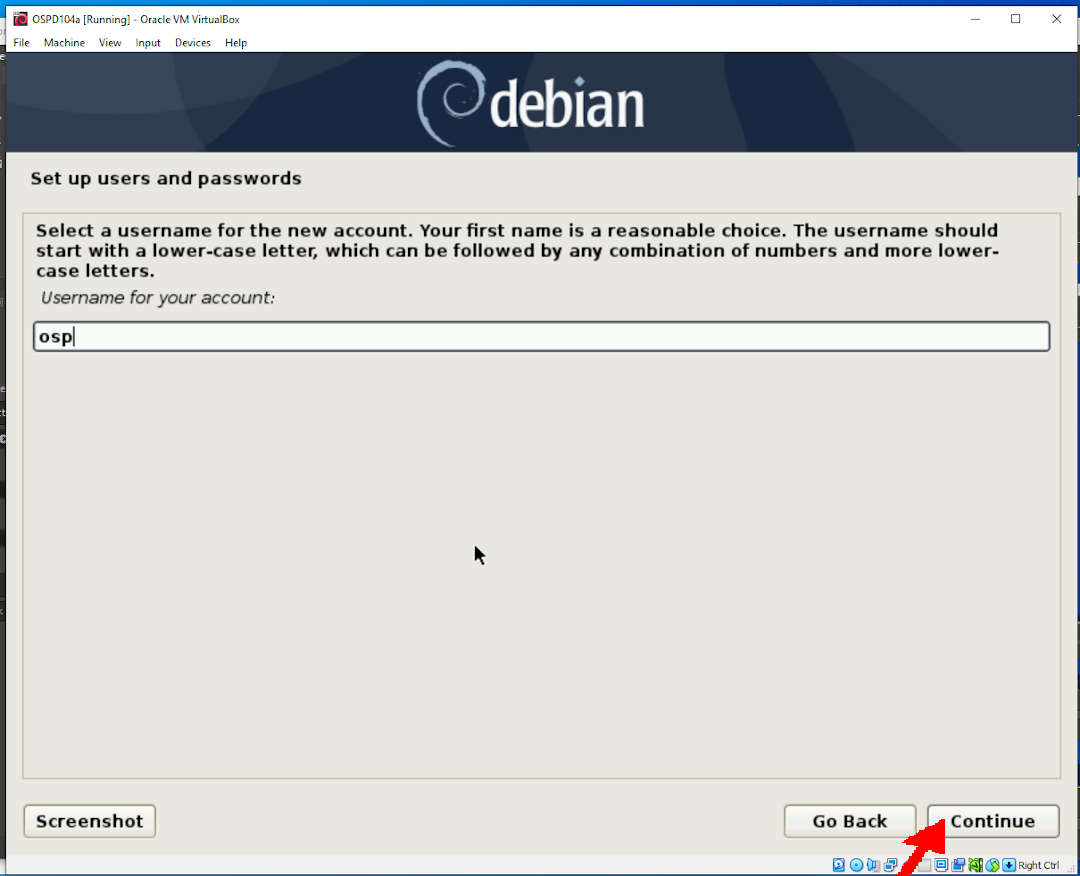 OSPD104a [Running] - Oracle VM VirtualBox
File Machine View Input Devices Help
debian
Set up users and passwords
Select a username for the new account. Your first name is a reasonable choice. The username should
start with a lower-case letter, which can be followed by any combination of numbers and more lower-
case letters.
Username for your account:
osp
Screenshot Go Back Continue
Right Ctrl